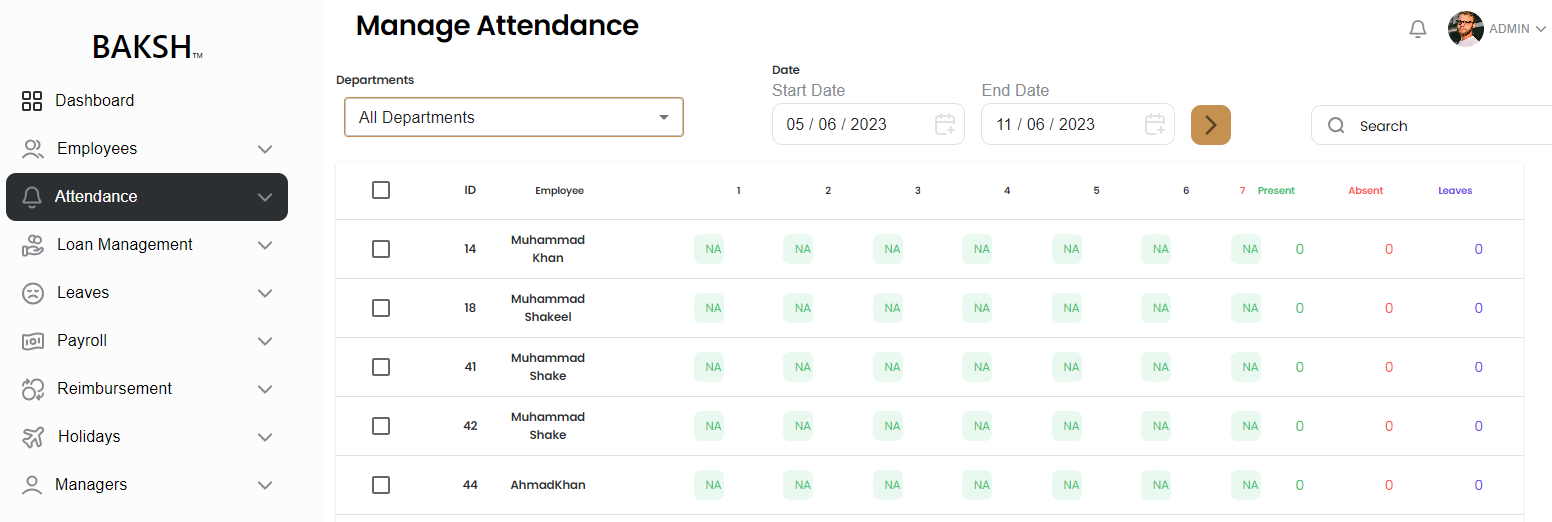 BAKSH™
Dashboard
Employees
Attendance
Loan Management
Leaves
Payroll
Reimbursement
Holidays
Managers
Manage Attendance
ADMIN
Departments
All Departments
Date
Start Date
05 / 06 / 2023
End Date
11 / 06 / 2023
Search
ID Employee 1 2 3 4 5 6 7 Present Absent Leaves
14 Muhammad NA NA NA NA NA NA NA 0 0 0
Khan
18 Muhammad NA NA NA NA NA NA NA 0 0 0
Shakeel
41 Muhammad NA NA NA NA NA NA NA 0 0 0
Shake
42 Muhammad NA NA NA NA NA NA NA 0 0 0
Shake
44 AhmadKhan NA NA NA NA NA NA NA 0 0 0